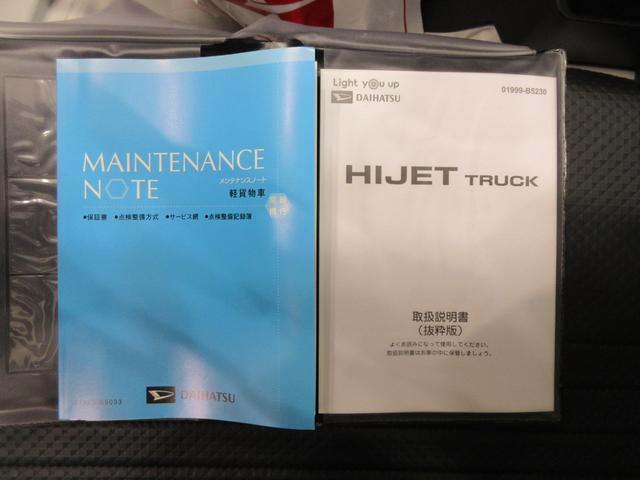 MAINTENANCE
NOTE
メンテナンスノート
軽貨物車
•保証書 •点検整備方式 •サービス網 •点検整備記録簿
DAIHATSU
Light you up
DAIHATSU
01999-B5230
HIJET TRUCK
取扱説明書
（抜粋版）
よくお読みになって使用してください。
取扱説明書はお車の中に保管しましょう。